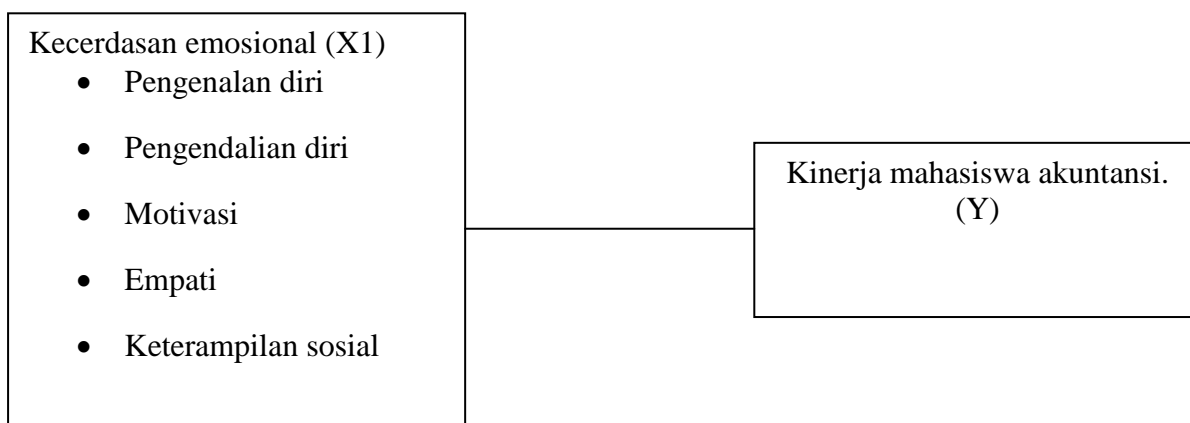 Kecerdasan emosional (X1)
• Pengenalan diri
• Pengendalian diri
• Motivasi
• Empati
• Keterampilan sosial
Kinerja mahasiswa akuntansi.
(Y)